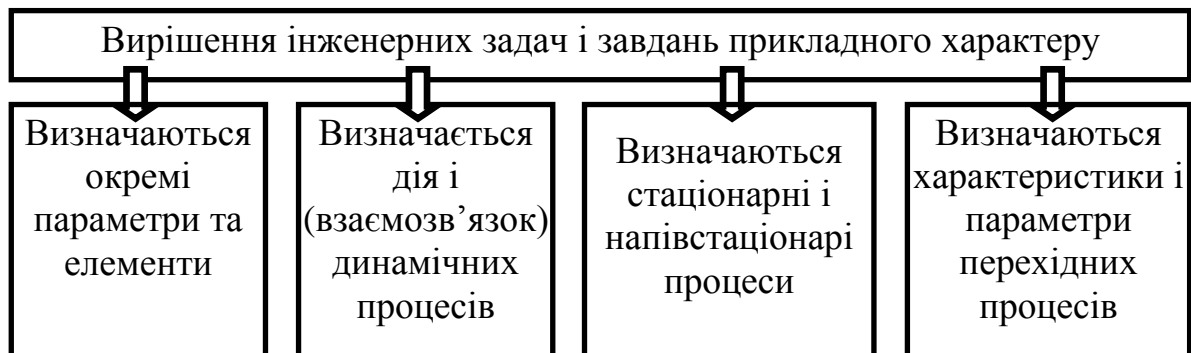 Вирішення інженерних задач і завдань прикладного характеру
Визначаються
окремі
параметри та
елементи
Визначається
дія і
(взаємозв’язок)
динамічних
процесів
Визначаються
стаціонарні і
напівстаціонарі
процеси
Визначаються
характеристики і
параметри
перехідних
процесів